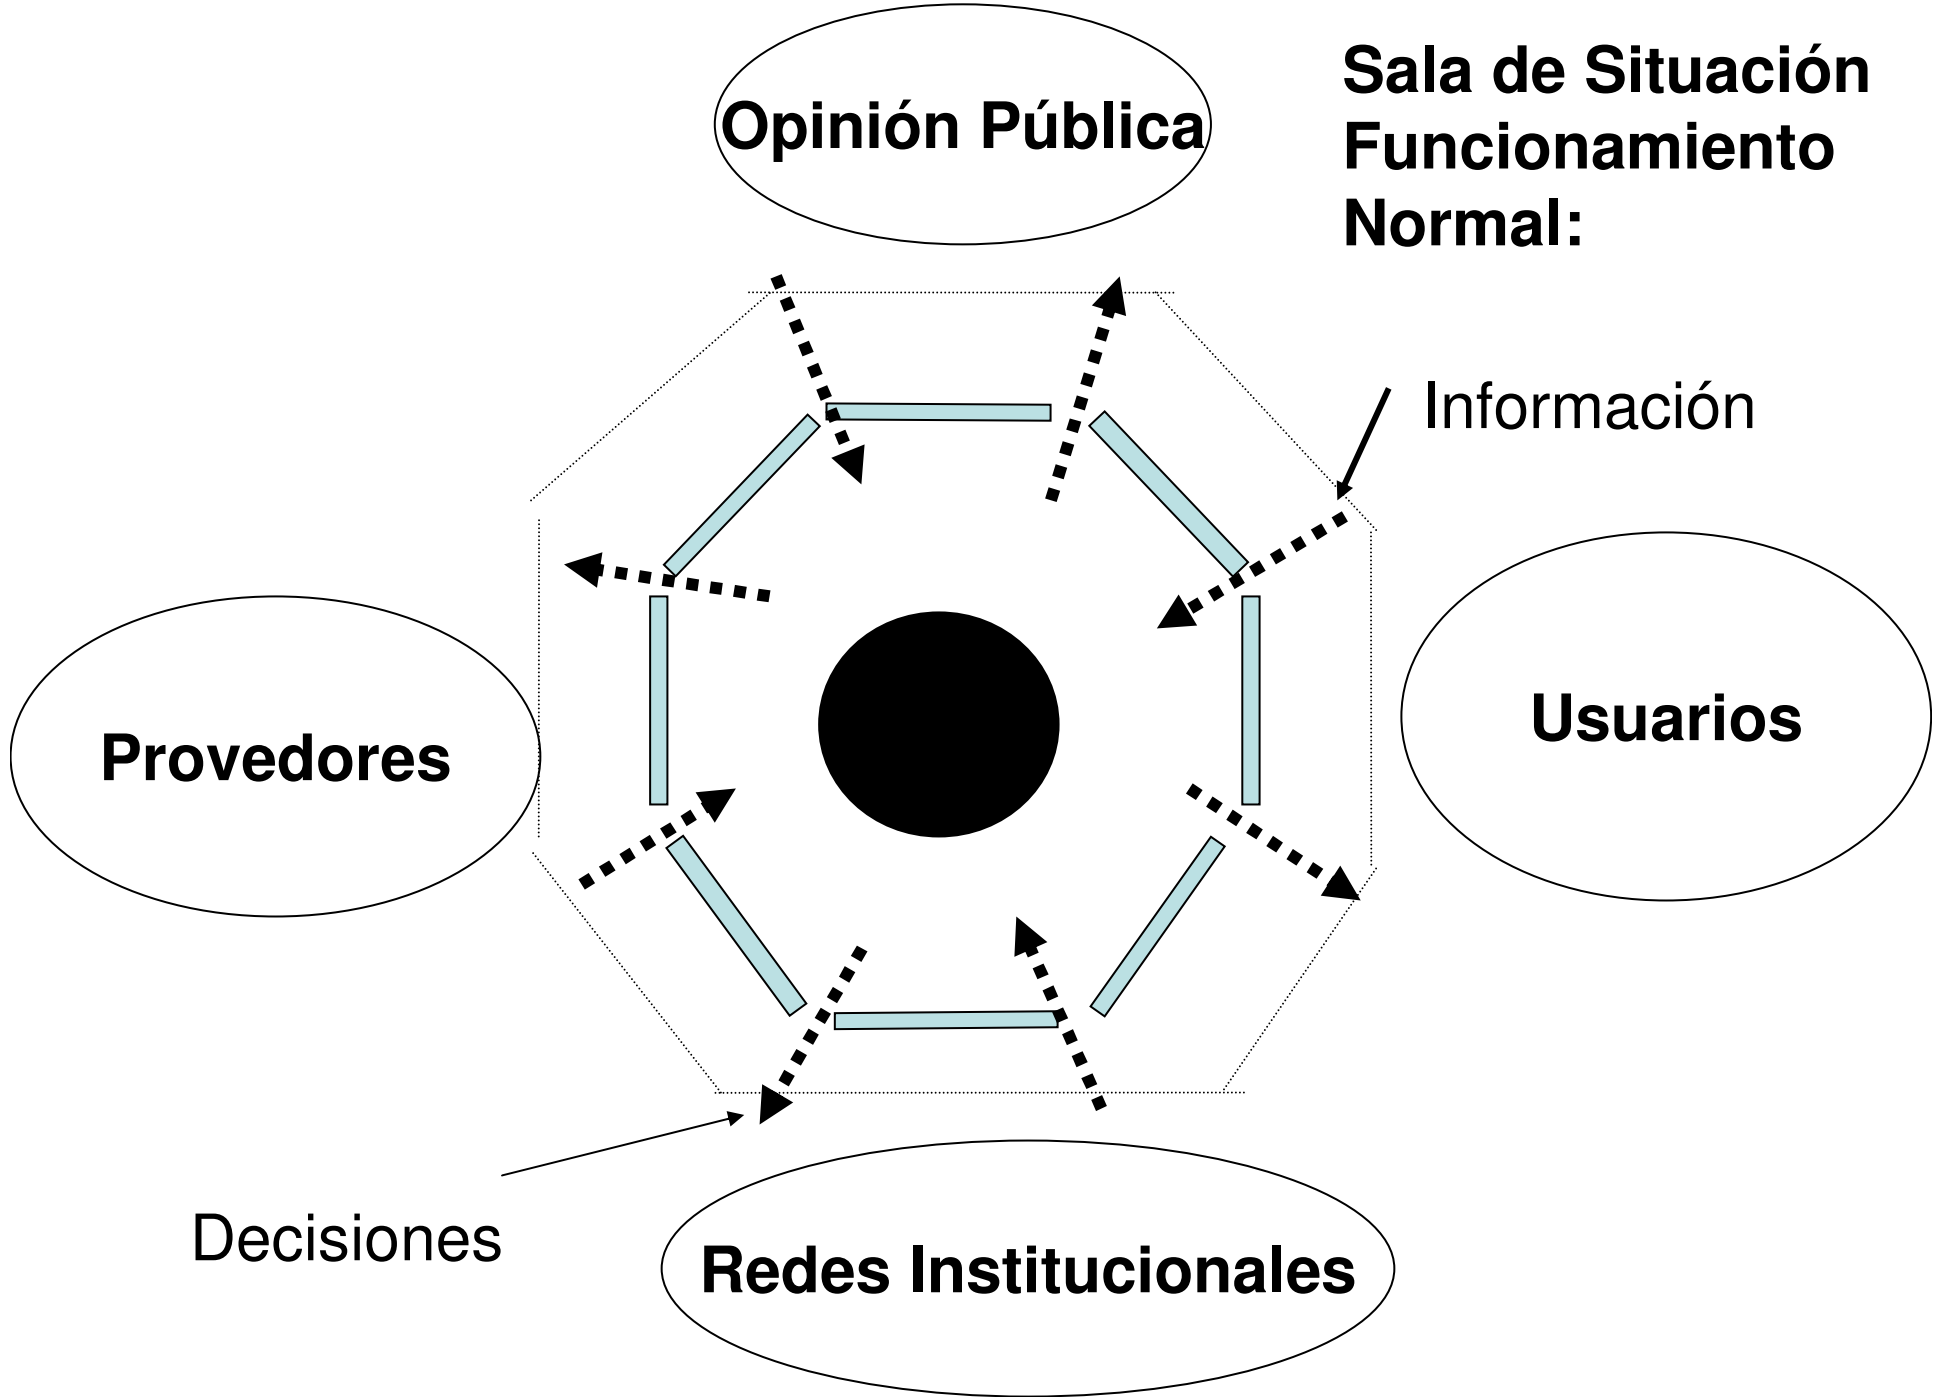 Opinión Pública
Sala de Situación
Funcionamiento
Normal:
Información
Usuarios
Provedores
Decisiones
Redes Institucionales